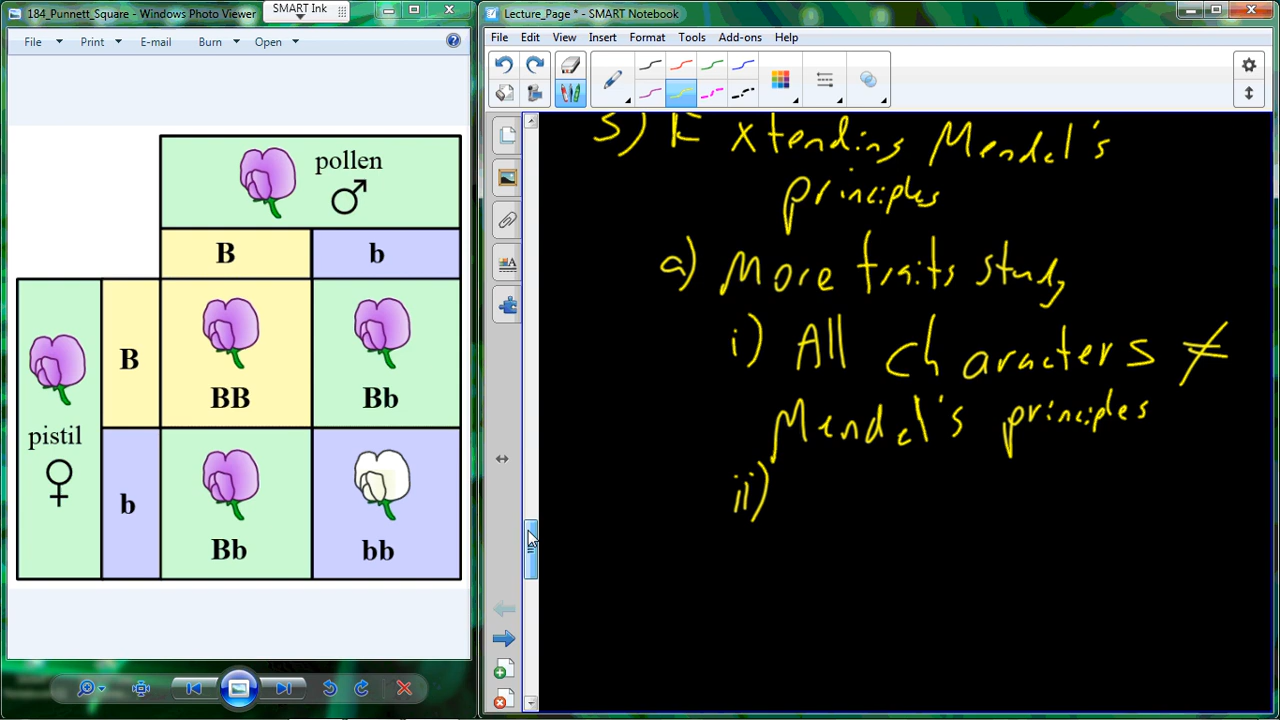 184_Punnett_Square - Windows Photo Viewer
SMART Ink
File Print E-mail Burn Open
pollen
♂
B b
pistil
♀
B
BB Bb
b
Bb bb
Lecture_Page * - SMART Notebook
File Edit View Insert Format Tools Add-ons Help
5) Extending Mendel's
principles
a) More traits study
i) All characters ≠
Mendel's principles
ii)